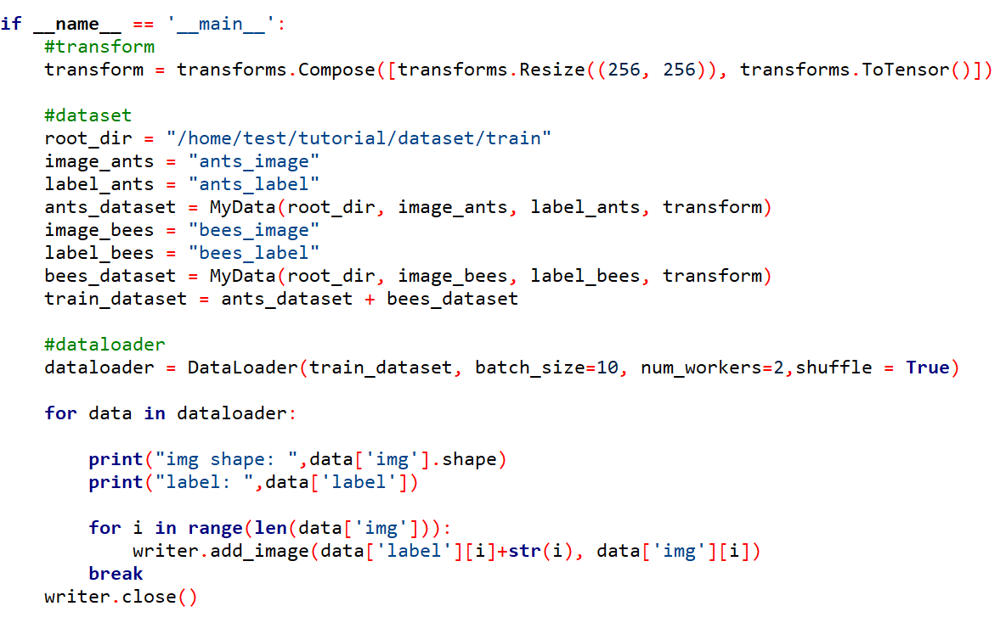 if __name__ == '__main__':
    #transform
    transform = transforms.Compose([transforms.Resize((256, 256)), transforms.ToTensor()])

    #dataset
    root_dir = "/home/test/tutorial/dataset/train"
    image_ants = "ants_image"
    label_ants = "ants_label"
    ants_dataset = MyData(root_dir, image_ants, label_ants, transform)
    image_bees = "bees_image"
    label_bees = "bees_label"
    bees_dataset = MyData(root_dir, image_bees, label_bees, transform)
    train_dataset = ants_dataset + bees_dataset

    #dataloader
    dataloader = DataLoader(train_dataset, batch_size=10, num_workers=2,shuffle = True)

    for data in dataloader:

        print("img shape: ",data['img'].shape)
        print("label: ",data['label'])

        for i in range(len(data['img'])):
            writer.add_image(data['label'][i]+str(i), data['img'][i])
        break
    writer.close()